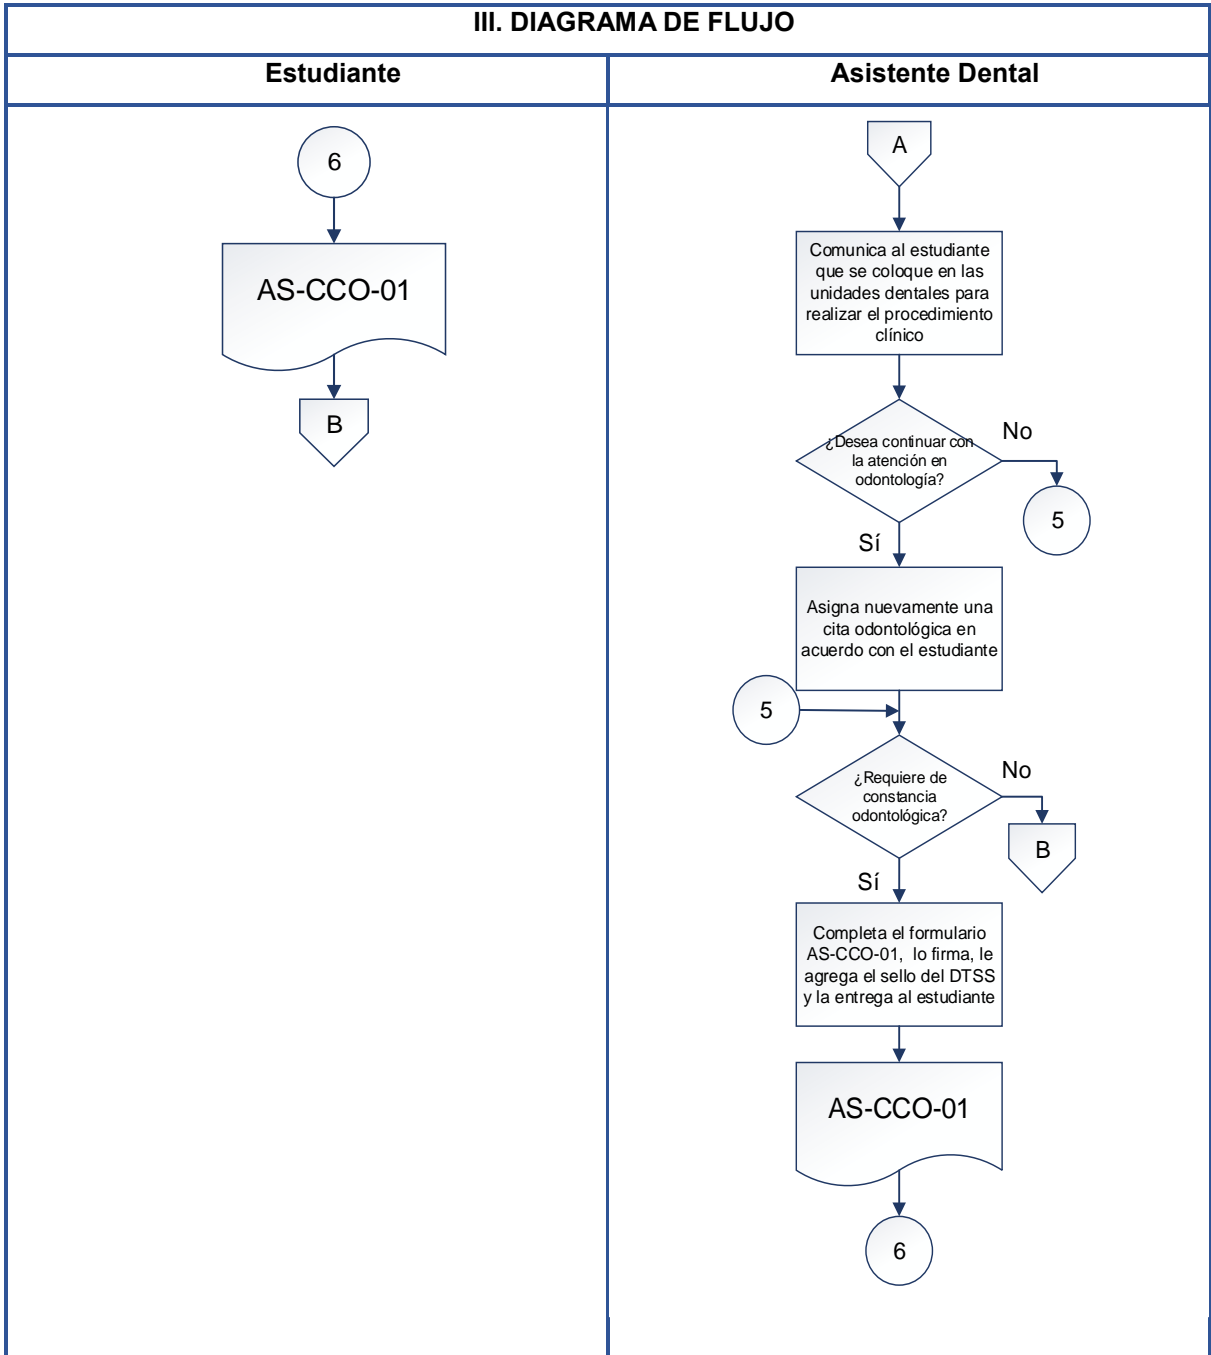 III. DIAGRAMA DE FLUJO
Estudiante
Asistente Dental
6
AS-CCO-01
B
A
Comunica al estudiante
que se coloque en las
unidades dentales para
realizar el procedimiento
clínico
¿Desea continuar con
la atención en
odontología?
No
5
Sí
Asigna nuevamente una
cita odontológica en
acuerdo con el estudiante
5
¿Requiere de
constancia
odontológica?
No
B
Sí
Completa el formulario
AS-CCO-01, lo firma, le
agrega el sello del DTSS
y la entrega al estudiante
AS-CCO-01
6